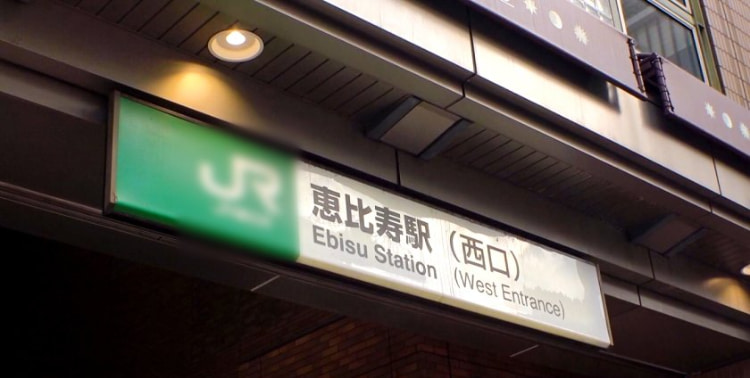 JR
恵比寿駅（西口）
Ebisu Station (West Entrance)